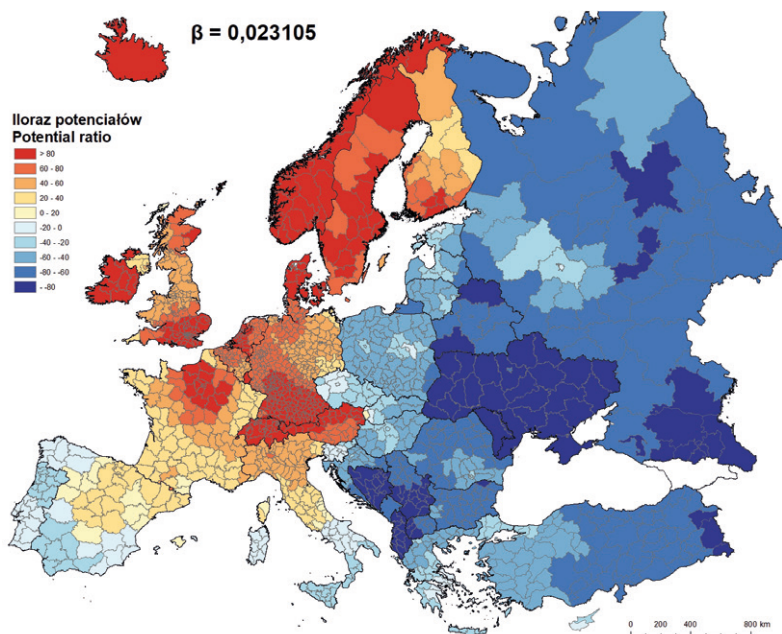 β = 0,023105
Iloraz potencjałów
Potential ratio
> 80
60 - 80
40 - 60
20 - 40
0 - 20
-20 - 0
-40 - -20
-60 - -40
-80 - -60
< -80
0 200 400 800 km